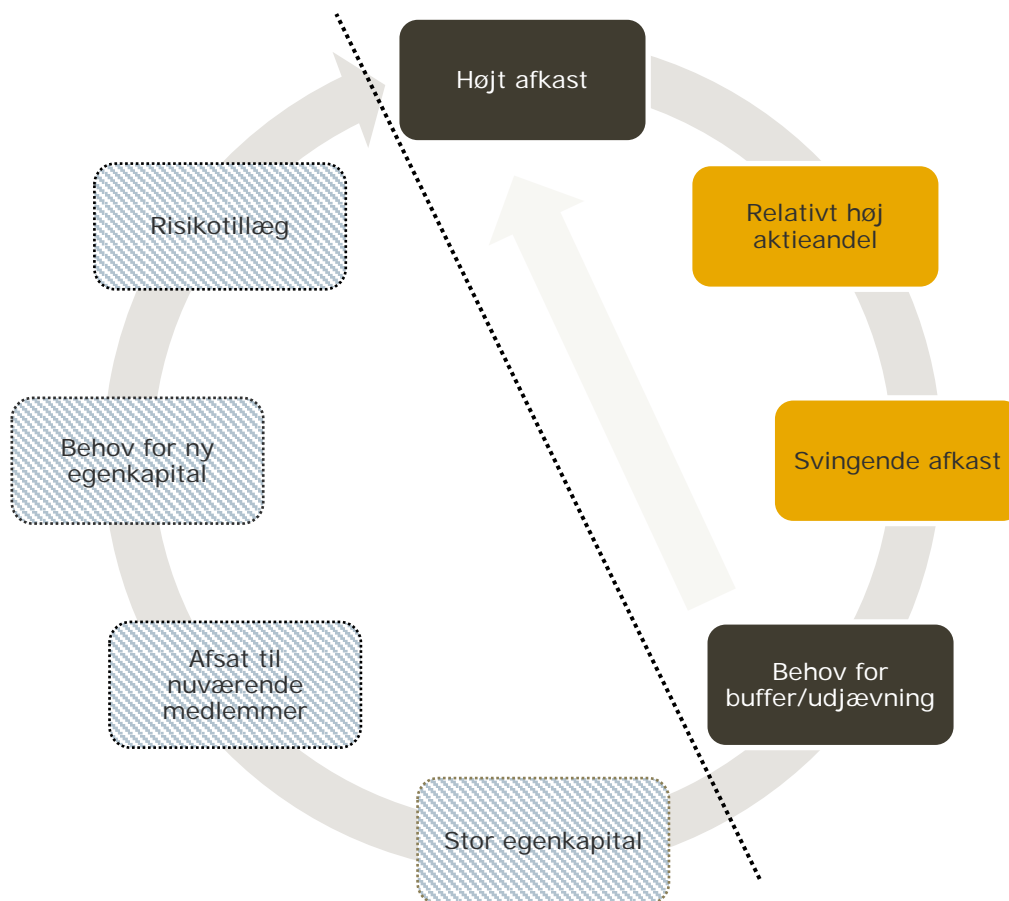 Højt afkast
Relativt høj
aktieandel
Svingende afkast
Behov for
buffer/udjævning
Stor egenkapital
Afsat til
nuværende
medlemmer
Behov for ny
egenkapital
Risikotillæg